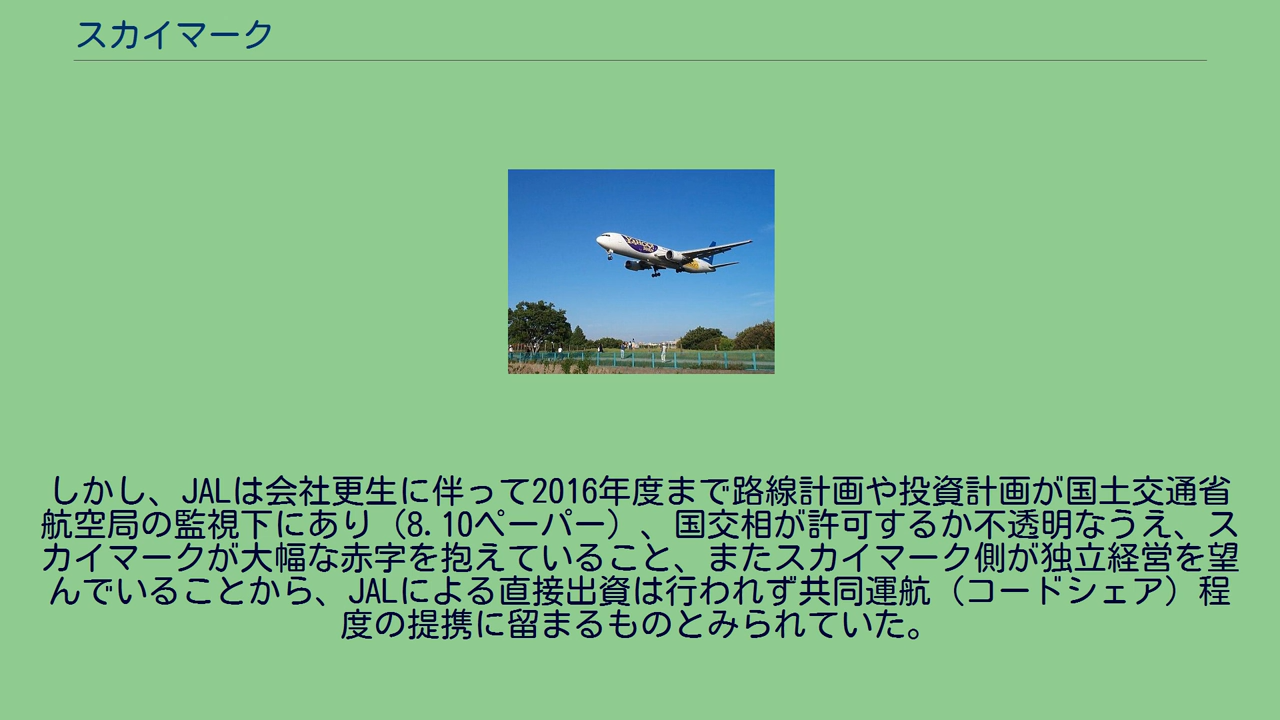 スカイマーク
しかし、JALは会社更生に伴って2016年度まで路線計画や投資計画が国土交通省
航空局の監視下にあり（8.10ペーパー）、国交相が許可するか不透明なうえ、ス
カイマークが大幅な赤字を抱えていること、またスカイマーク側が独立経営を望
んでいることから、JALによる直接出資は行われず共同運航（コードシェア）程
度の提携に留まるものとみられていた。